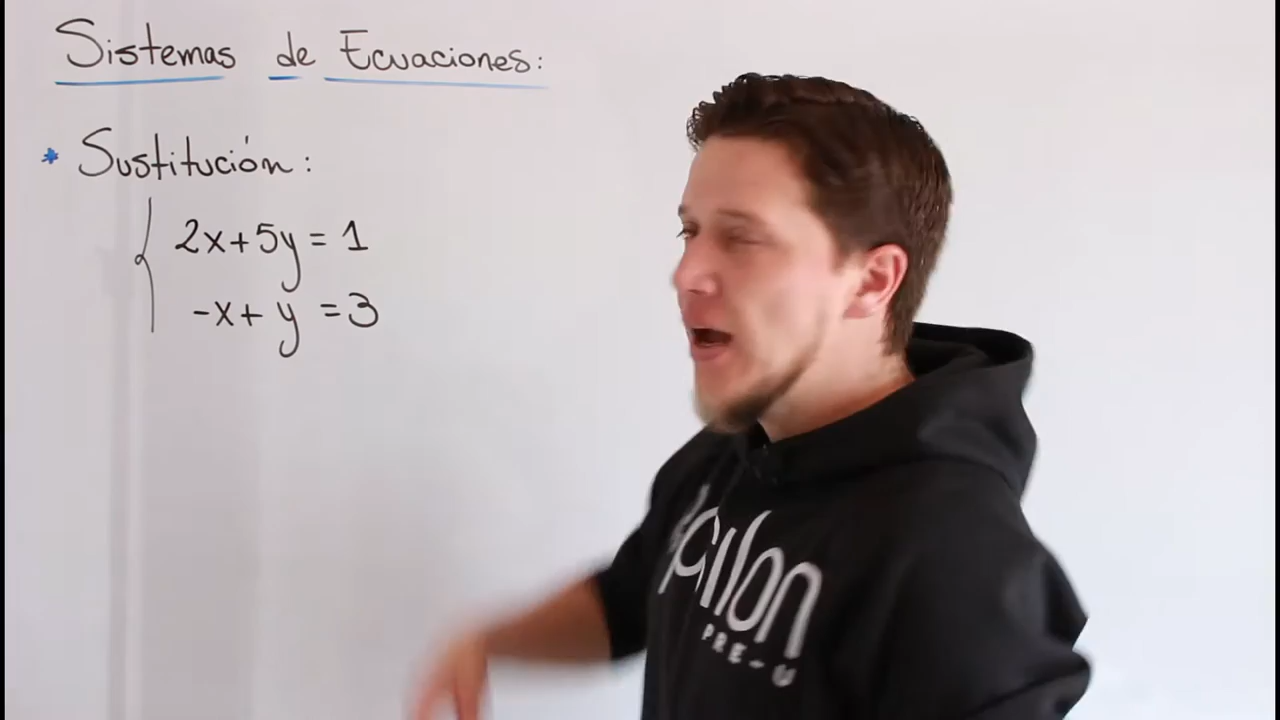 Sistemas de Ecuaciones:
* Sustitución:
2x+5y=1
-x+y=3
PRE-U